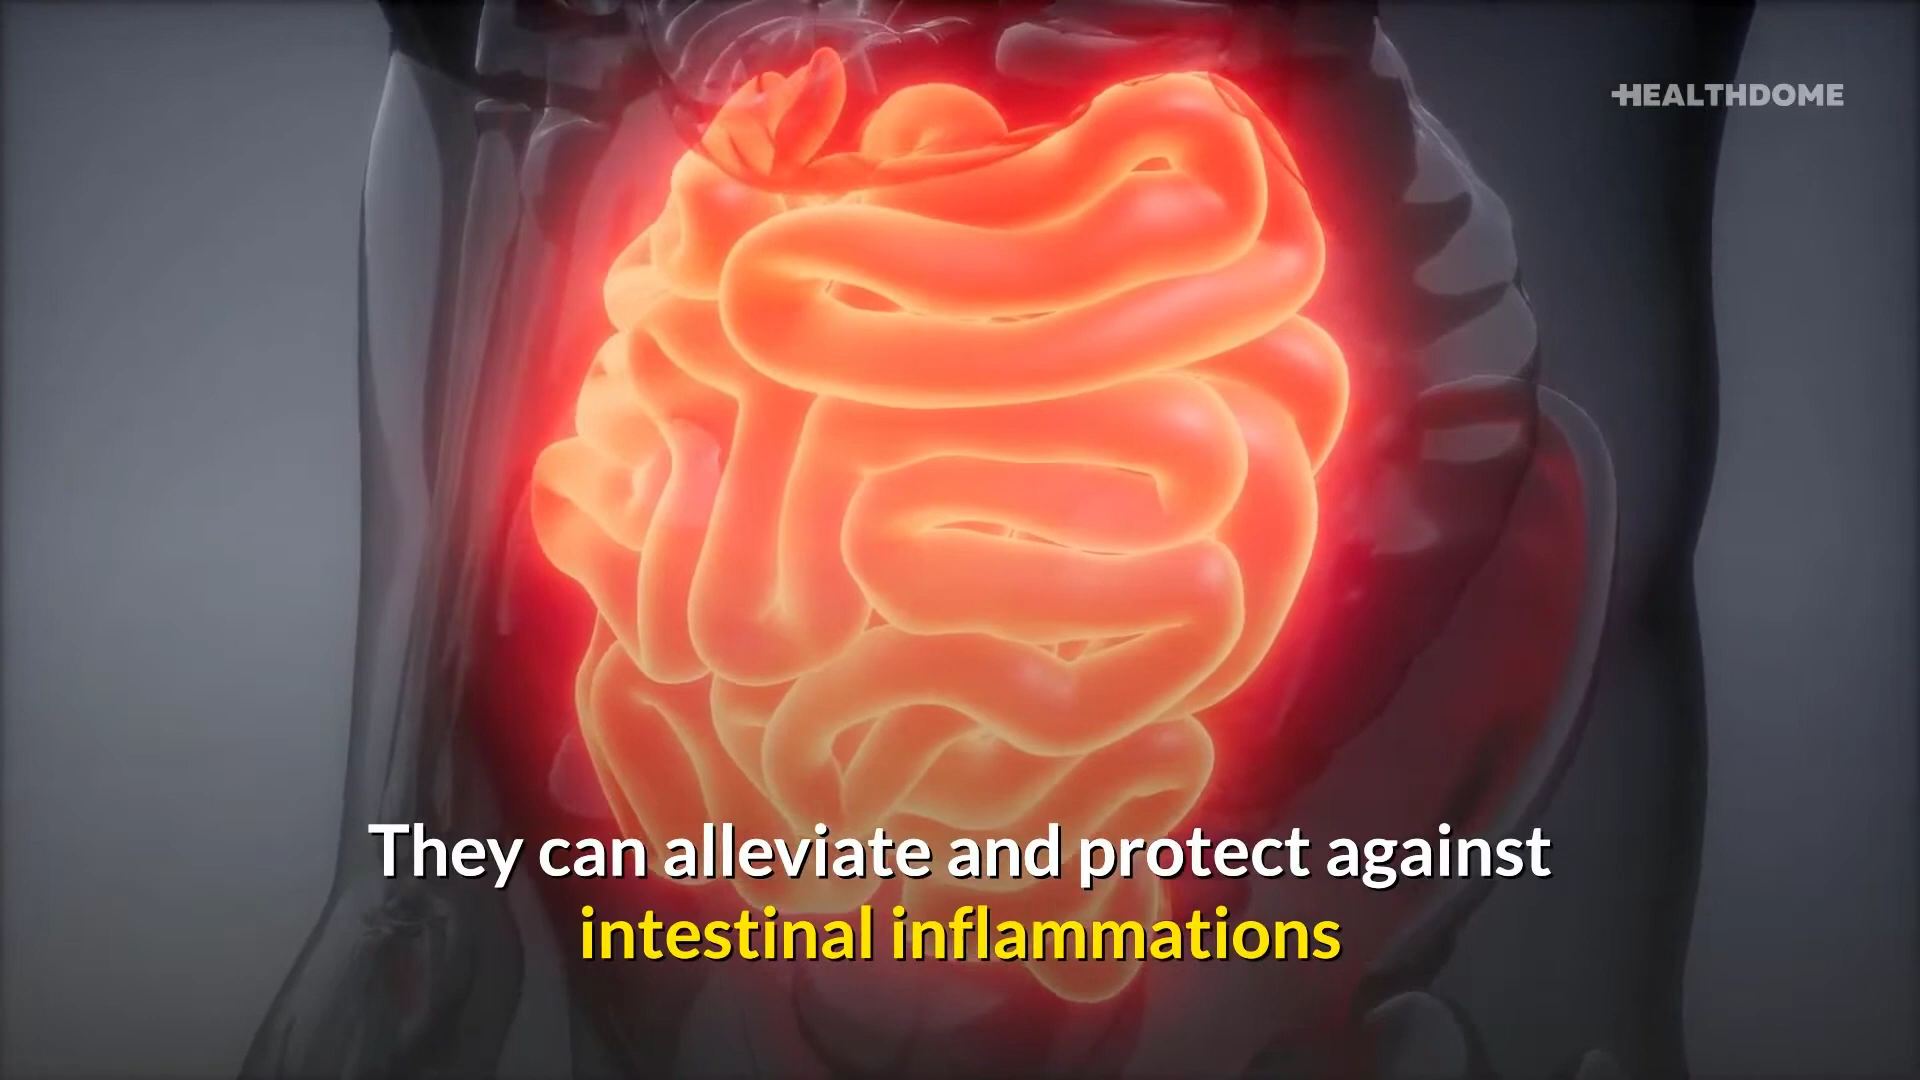 HEALTHDOME
They can alleviate and protect against
intestinal inflammations